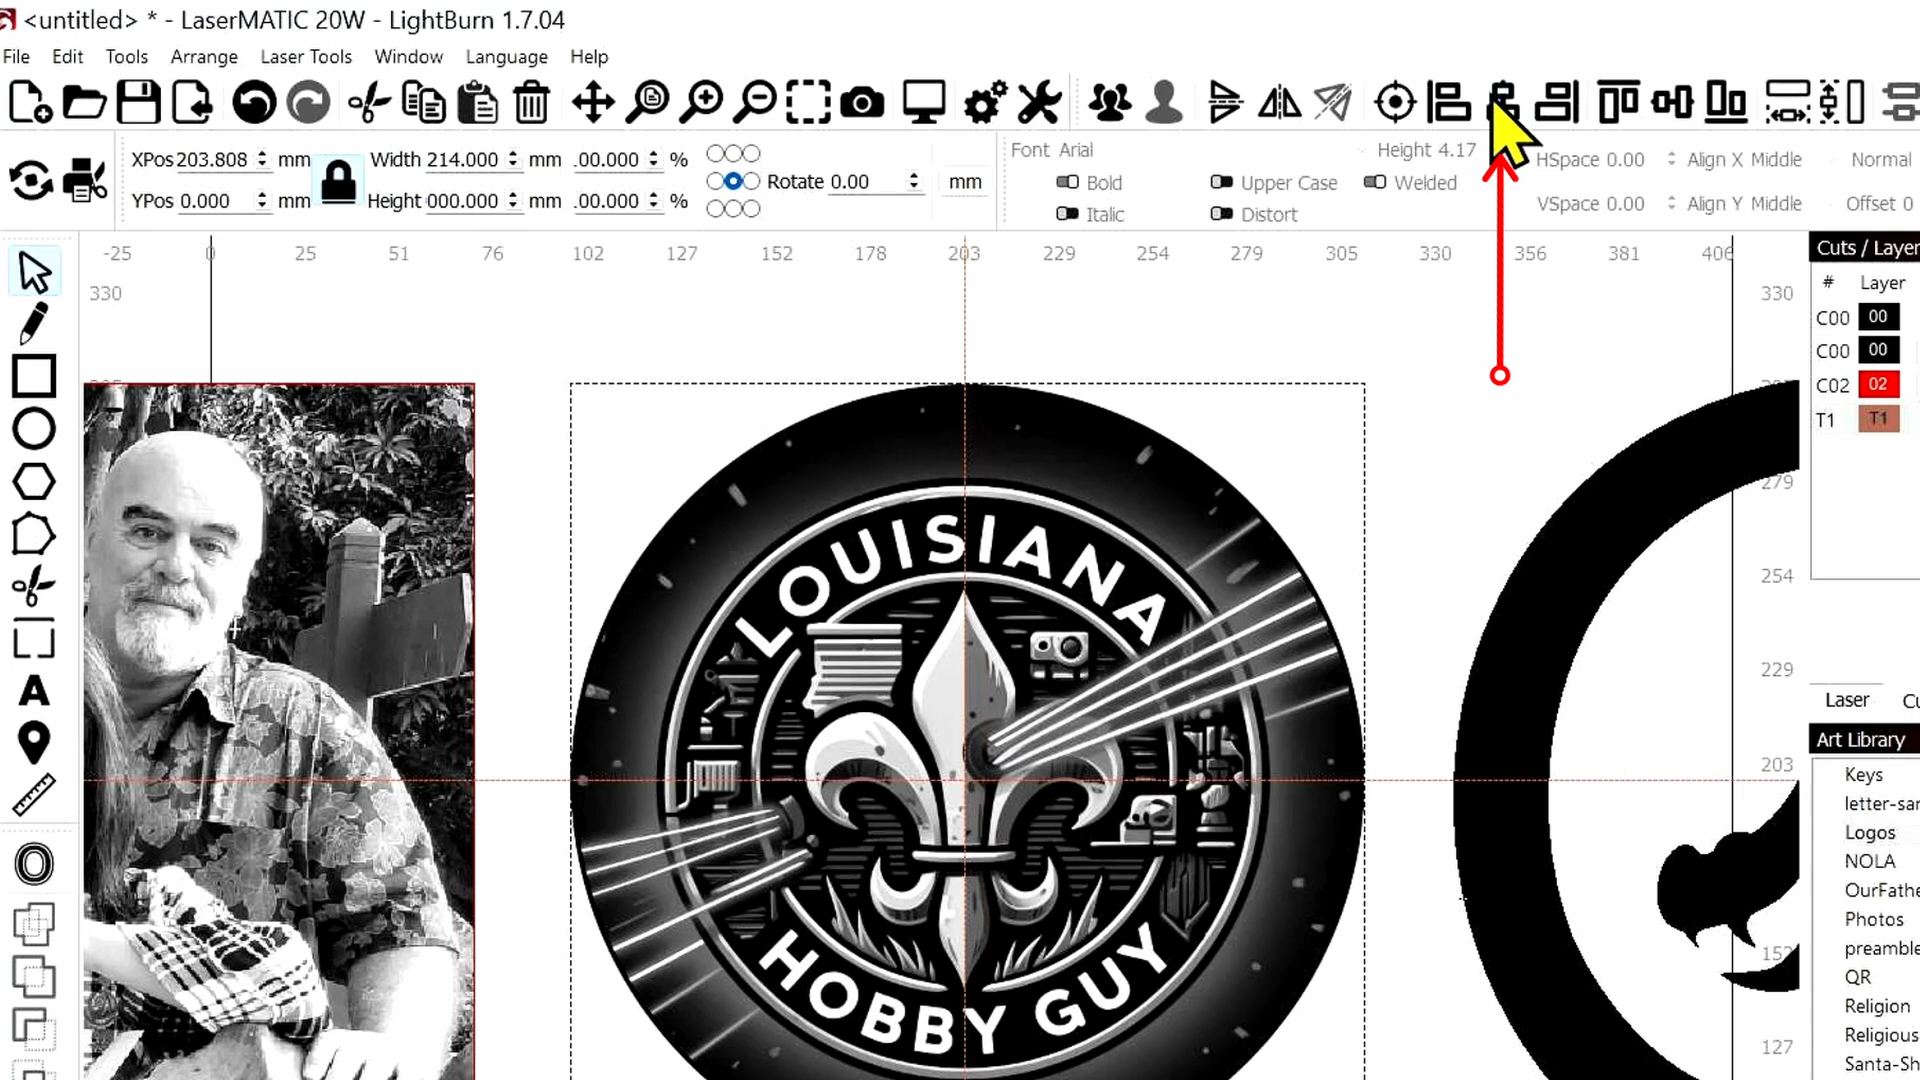 <untitled> * - LaserMATIC 20W - LightBurn 1.7.04
File Edit Tools Arrange Laser Tools Window Language Help
XPos 203.808 mm Width 214.000 mm .00.000 % Rotate 0.00 mm
YPos 0.000 mm Height 000.000 mm .00.000 %
Font Arial Height 4.17 HSpace 0.00 Align X Middle Normal
Bold Upper Case Welded
Italic Distort VSpace 0.00 Align Y Middle Offset 0
-25 0 25 51 76 102 127 152 178 203 229 254 279 305 330 356 381 406
330 330
279
254
229
203
152
127
LOUISIANA
HOBBY GUY
Cuts / Layer
# Layer
C00 00
C00 00
C02 02
T1 T1
Laser Cu
Art Library
Keys
letter-sa
Logos
NOLA
OurFathe
Photos
preamble
QR
Religion
Religious
Santa-Sh